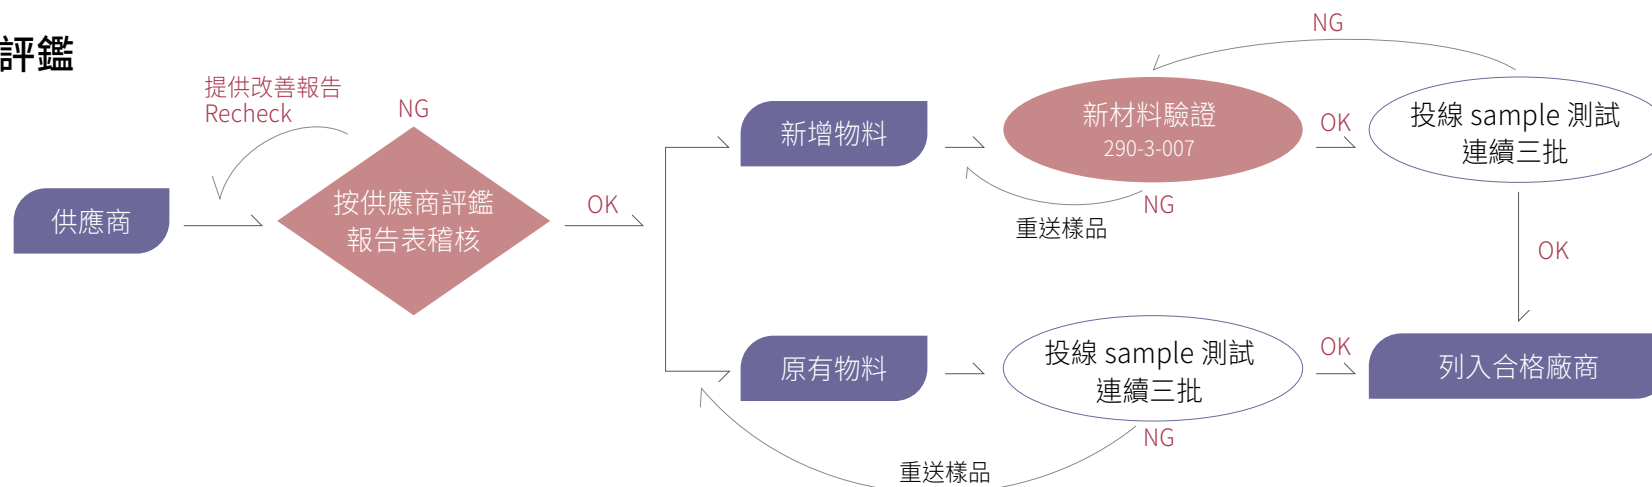 評鑑
提供改善報告
Recheck
NG
供應商
按供應商評鑑
報告表稽核
OK
新增物料
新材料驗證
290-3-007
NG
重送樣品
OK
NG
投線 sample 測試
連續三批
OK
原有物料
投線 sample 測試
連續三批
NG
重送樣品
OK
列入合格廠商